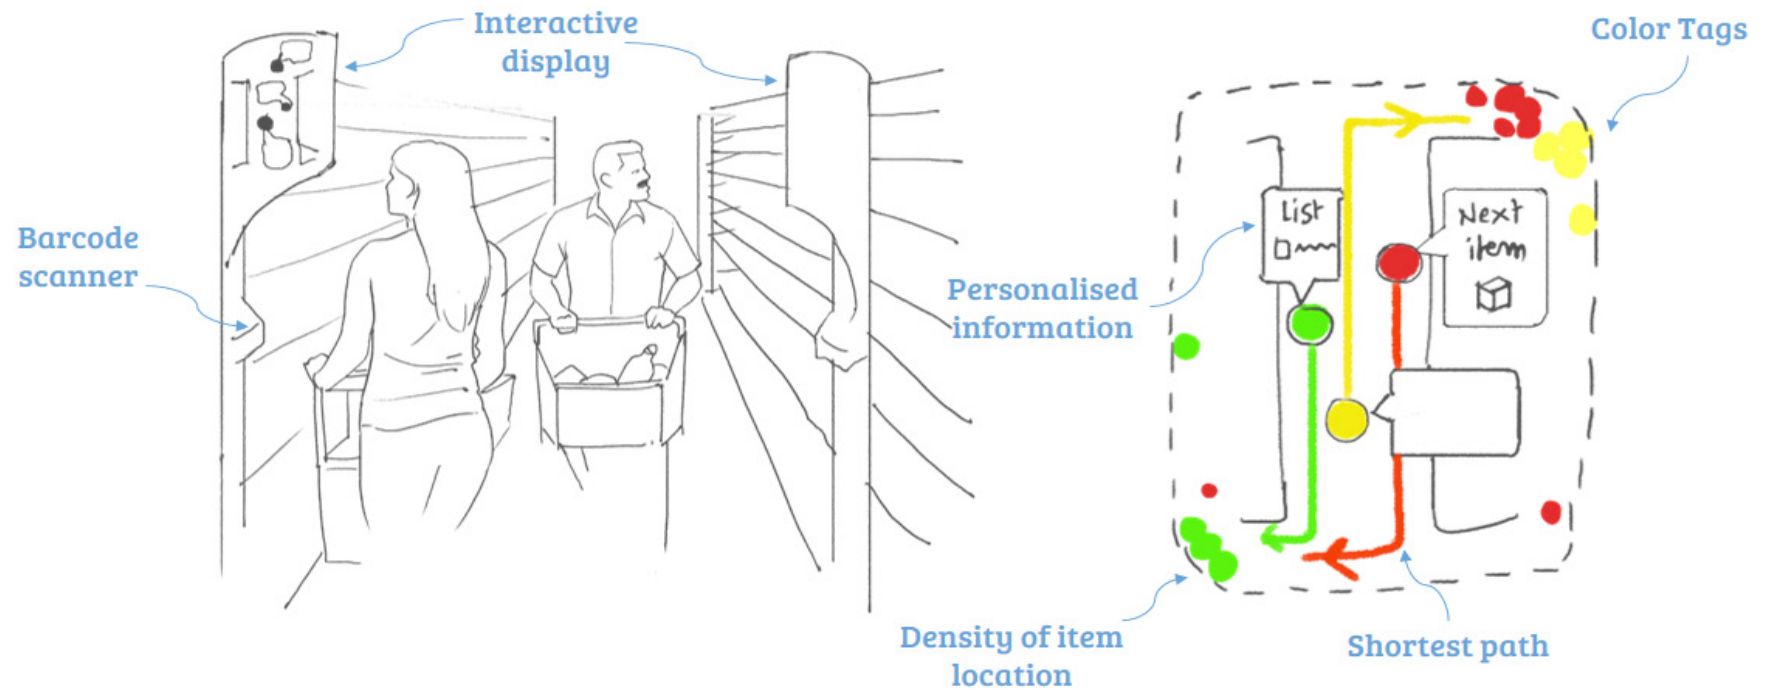 Interactive
display
Barcode
scanner
Color Tags
List
Next
item
Personalised
information
Density of item
location
Shortest path